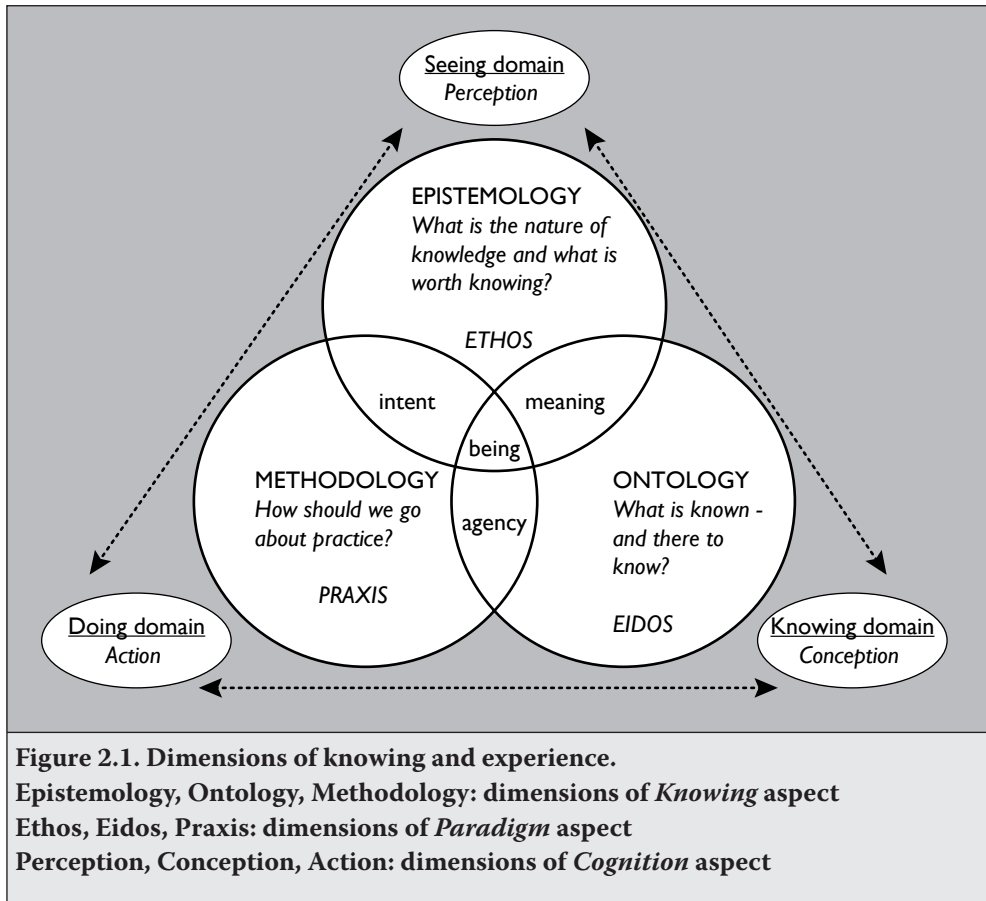 Seeing domain
Perception
EPISTEMOLOGY
What is the nature of
knowledge and what is
worth knowing?
ETHOS
intent
meaning
being
METHODOLOGY
How should we go
about practice?
PRAXIS
agency
ONTOLOGY
What is known -
and there to
know?
EIDOS
Doing domain
Action
Knowing domain
Conception
Figure 2.1. Dimensions of knowing and experience.
Epistemology, Ontology, Methodology: dimensions of Knowing aspect
Ethos, Eidos, Praxis: dimensions of Paradigm aspect
Perception, Conception, Action: dimensions of Cognition aspect